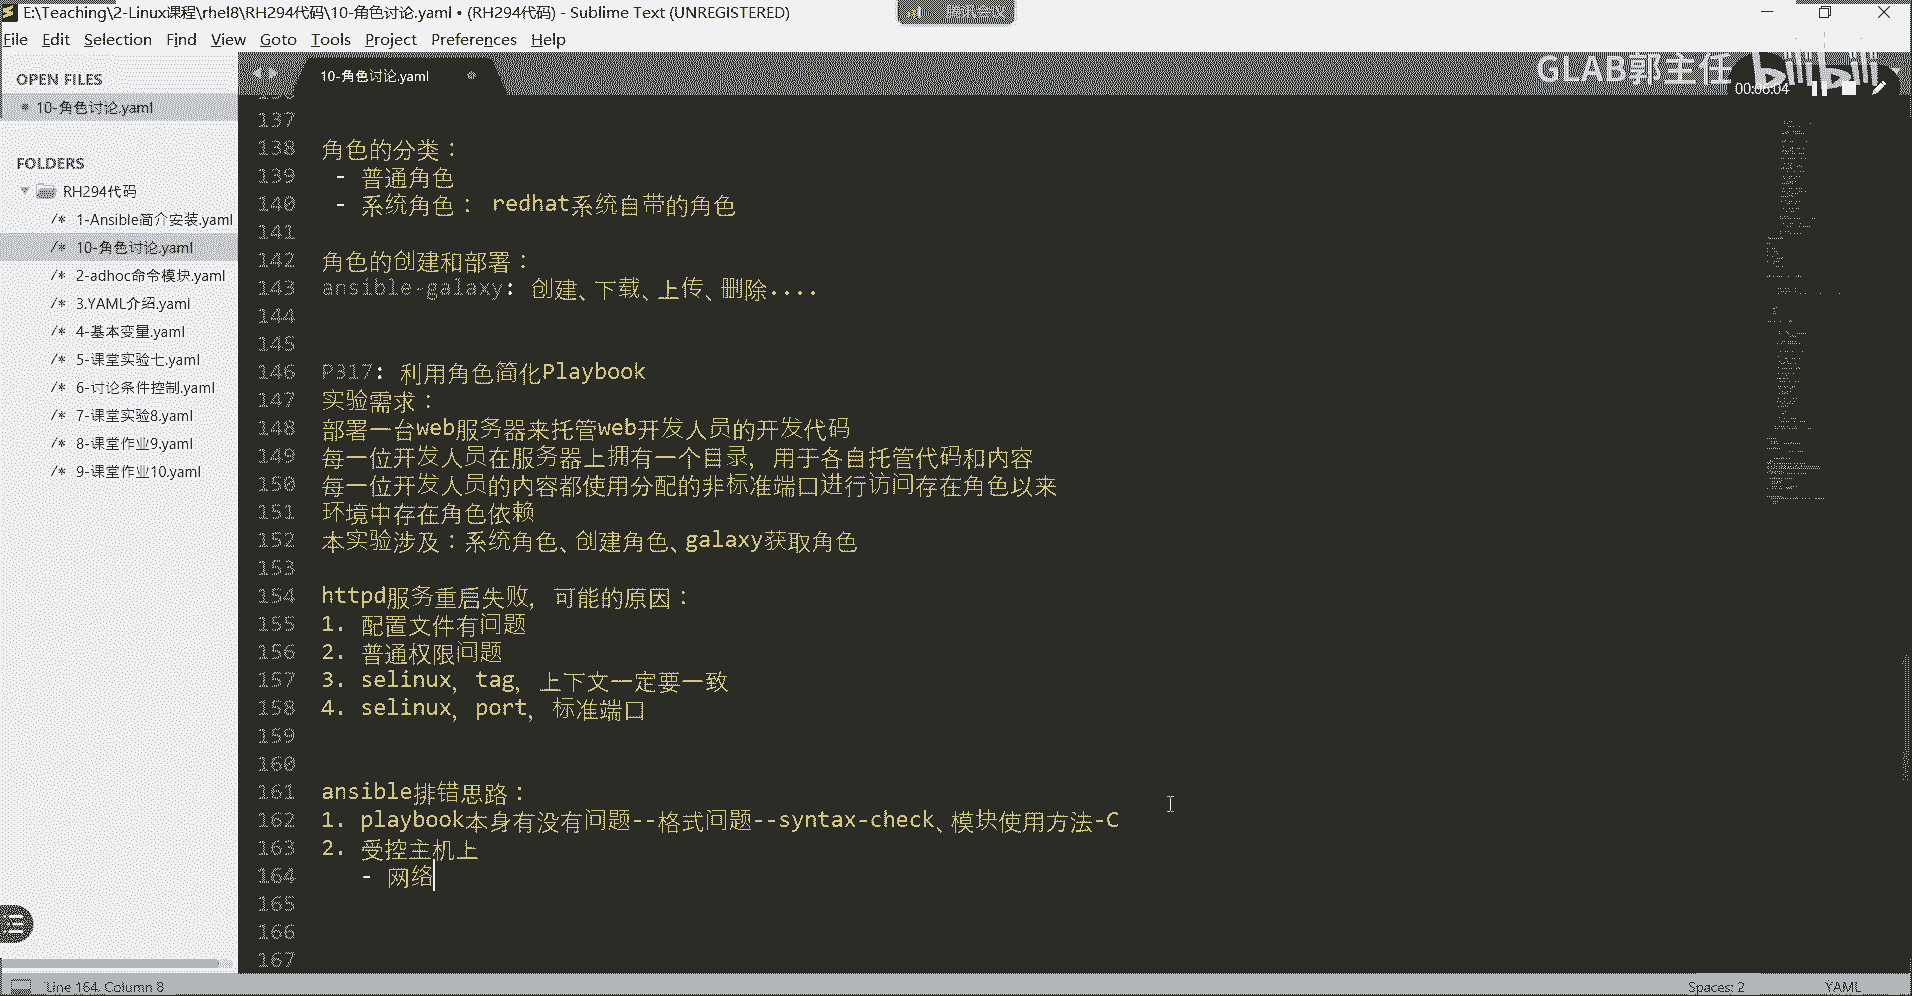 E:\Teaching\2-Linux课程\rhel8\RH294代码\10-角色讨论.yaml • (RH294代码) - Sublime Text (UNREGISTERED)
腾讯会议
File Edit Selection Find View Goto Tools Project Preferences Help
GLAB郭主任 bilibili
00:06:04
OPEN FILES
10-角色讨论.yaml
FOLDERS
RH294代码
/* 1-Ansible简介安装.yaml
/* 10-角色讨论.yaml
/* 2-adhoc命令模块.yaml
/* 3.YAML介绍.yaml
/* 4-基本变量.yaml
/* 5-课堂实验七.yaml
/* 6-讨论条件控制.yaml
/* 7-课堂实验8.yaml
/* 8-课堂作业9.yaml
/* 9-课堂作业10.yaml
10-角色讨论.yaml
137
138 角色的分类：
139 - 普通角色
140 - 系统角色： redhat系统自带的角色
141
142 角色的创建和部署：
143 ansible-galaxy: 创建、下载、上传、删除....
144
145
146 P317: 利用角色简化Playbook
147 实验需求：
148 部署一台web服务器来托管web开发人员的开发代码
149 每一位开发人员在服务器上拥有一个目录，用于各自托管代码和内容
150 每一位开发人员的内容都使用分配的非标准端口进行访问存在角色以来
151 环境中存在角色依赖
152 本实验涉及：系统角色、创建角色、galaxy获取角色
153
154 httpd服务重启失败，可能的原因：
155 1. 配置文件有问题
156 2. 普通权限问题
157 3. selinux，tag，上下文一定要一致
158 4. selinux，port，标准端口
159
160
161 ansible排错思路：
162 1. playbook本身有没有问题--格式问题--syntax-check、模块使用方法-C
163 2. 受控主机上
164 - 网络
165
166
167
Line 164, Column 8
Spaces: 2
YAML